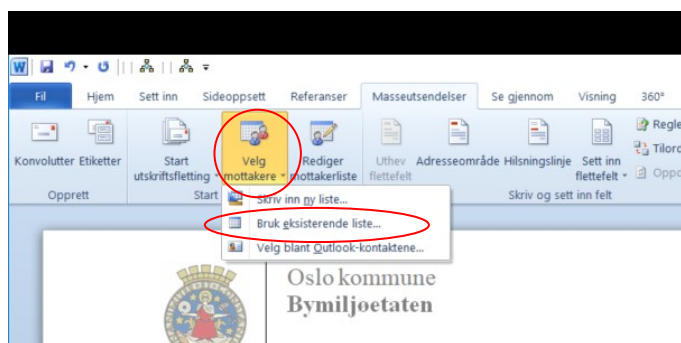 W
Fil Hjem Sett inn Sideoppsett Referanser Masseutsendelser Se gjennom Visning 360°
Konvolutter Etiketter Start utskriftsfletting Velg mottakere Rediger mottakerliste Uthev flettefelt Adresseområde Hilsningslinje Sett inn flettefelt Regle
Tilord
Oppd
Opprett Start Skriv og sett inn felt
Skriv inn ny liste...
Bruk eksisterende liste...
Velg blant Outlook-kontaktene...
Oslo kommune
Bymiljøetaten